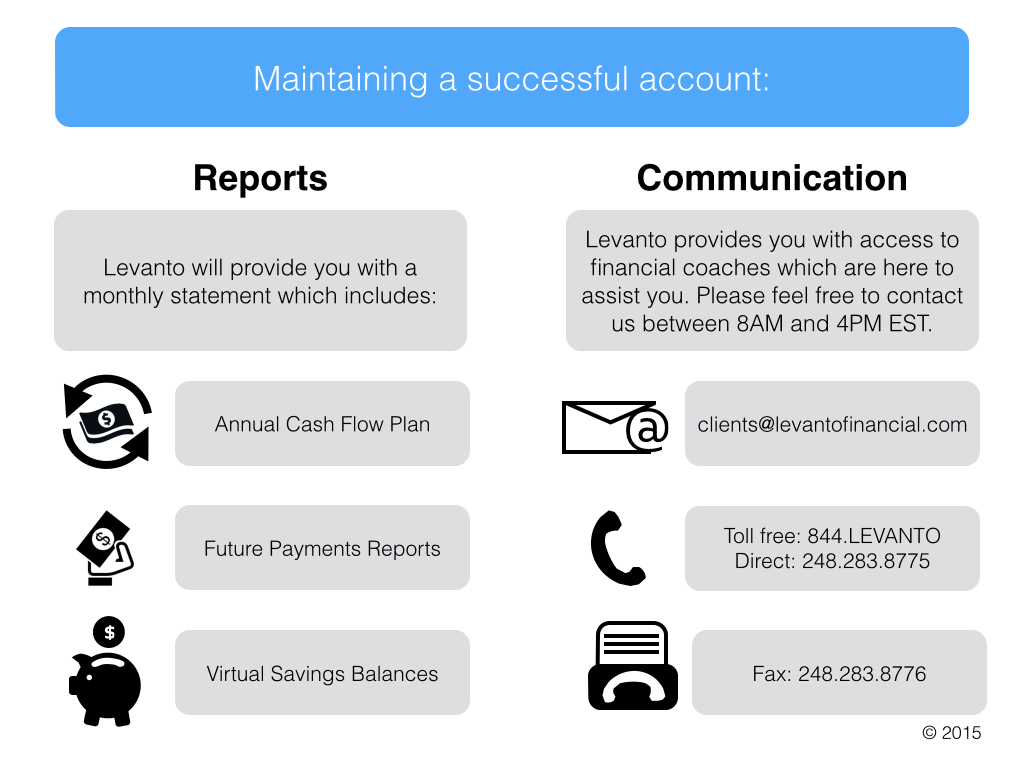 Maintaining a successful account:
Reports
Levanto will provide you with a
monthly statement which includes:
$
Annual Cash Flow Plan
$
Future Payments Reports
$
Virtual Savings Balances
Communication
Levanto provides you with access to
financial coaches which are here to
assist you. Please feel free to contact
us between 8AM and 4PM EST.
@
clients@levantofinancial.com
Toll free: 844.LEVANTO
Direct: 248.283.8775
Fax: 248.283.8776
© 2015